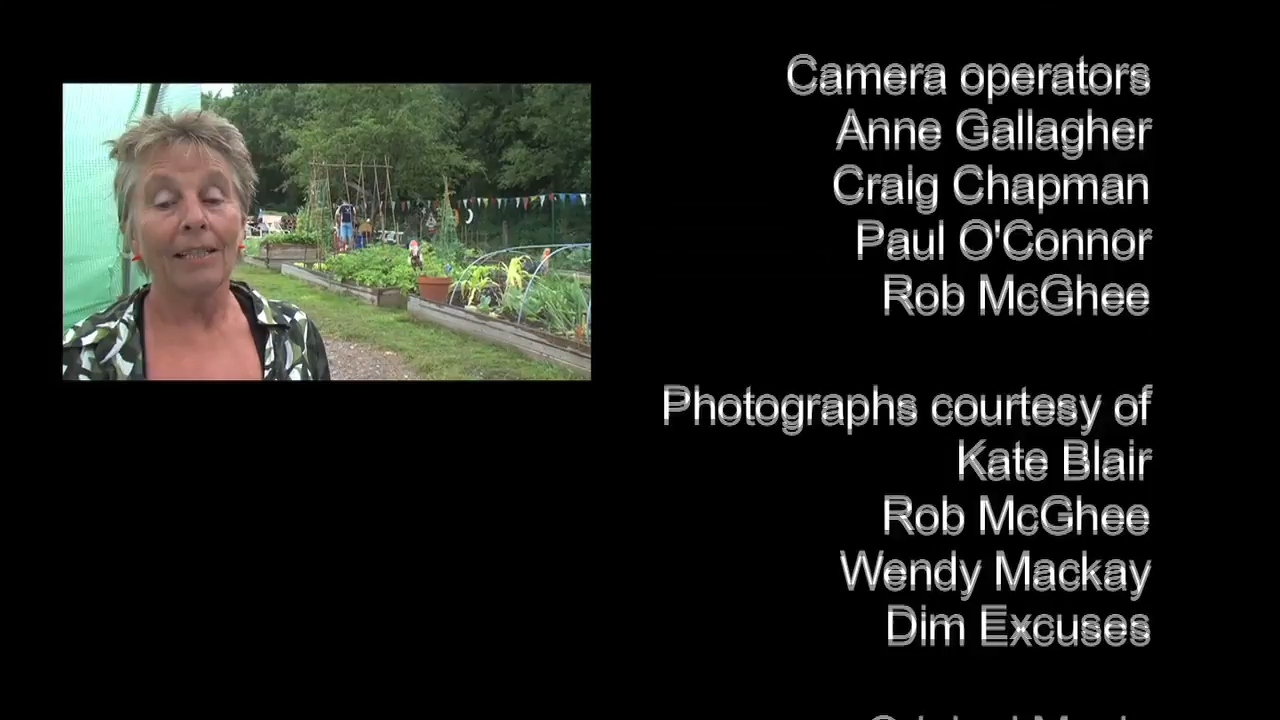 Camera operators
Anne Gallagher
Craig Chapman
Paul O'Connor
Rob McGhee
Photographs courtesy of
Kate Blair
Rob McGhee
Wendy Mackay
Dim Excuses